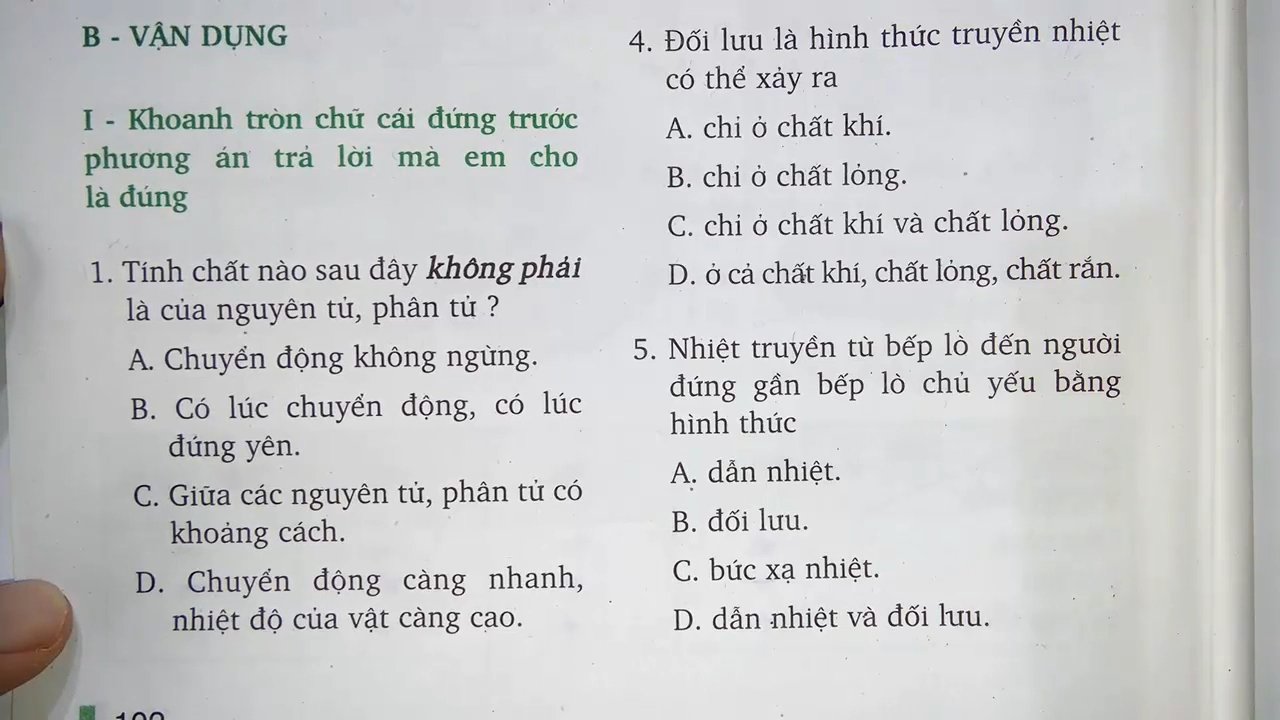 B - VẬN DỤNG
I - Khoanh tròn chữ cái đứng trước
phương án trả lời mà em cho
là đúng
1. Tính chất nào sau đây không phải
là của nguyên tử, phân tử ?
A. Chuyển động không ngừng.
B. Có lúc chuyển động, có lúc
đứng yên.
C. Giữa các nguyên tử, phân tử có
khoảng cách.
D. Chuyển động càng nhanh,
nhiệt độ của vật càng cao.
4. Đối lưu là hình thức truyền nhiệt
có thể xảy ra
A. chỉ ở chất khí.
B. chỉ ở chất lỏng.
C. chỉ ở chất khí và chất lỏng.
D. ở cả chất khí, chất lỏng, chất rắn.
5. Nhiệt truyền từ bếp lò đến người
đứng gần bếp lò chủ yếu bằng
hình thức
A. dẫn nhiệt.
B. đối lưu.
C. bức xạ nhiệt.
D. dẫn nhiệt và đối lưu.